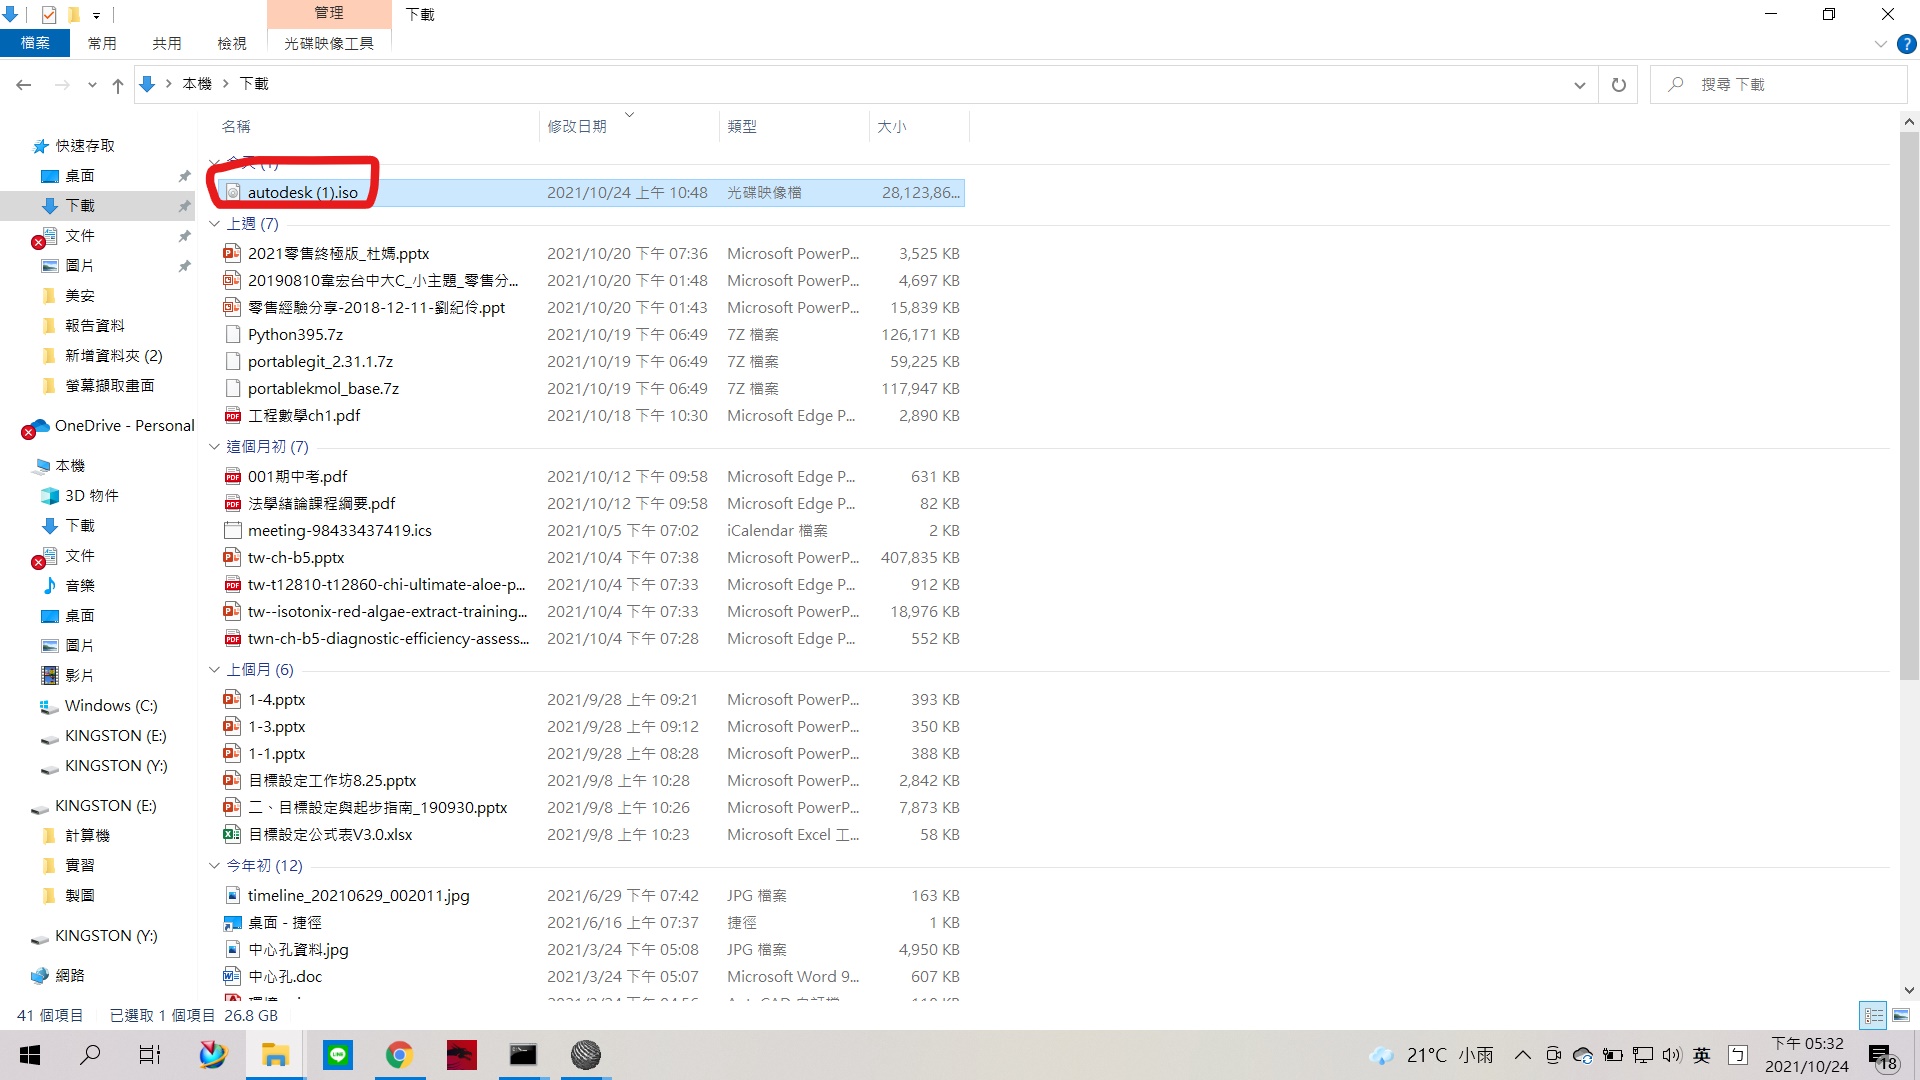 管理
下載
檔案
常用
共用
檢視
光碟映像工具
本機
下載
搜尋 下載
名稱
修改日期
類型
大小
快速存取
桌面
下載
文件
圖片
美安
報告資料
新增資料夾 (2)
螢幕擷取畫面
OneDrive - Personal
本機
3D 物件
下載
文件
音樂
桌面
圖片
影片
Windows (C:)
KINGSTON (E:)
KINGSTON (Y:)
KINGSTON (E:)
計算機
實習
製圖
KINGSTON (Y:)
網路
今天 (1)
autodesk (1).iso 2021/10/24 上午 10:48 光碟映像檔 28,123,86...
上週 (7)
2021零售終極版_杜媽.pptx 2021/10/20 下午 07:36 Microsoft PowerP... 3,525 KB
20190810韋宏台中大C_小主題_零售分... 2021/10/20 下午 01:48 Microsoft PowerP... 4,697 KB
零售經驗分享-2018-12-11-劉紀伶.ppt 2021/10/20 下午 01:43 Microsoft PowerP... 15,839 KB
Python395.7z 2021/10/19 下午 06:49 7Z 檔案 126,171 KB
portablegit_2.31.1.7z 2021/10/19 下午 06:49 7Z 檔案 59,225 KB
portablekmol_base.7z 2021/10/19 下午 06:49 7Z 檔案 117,947 KB
工程數學ch1.pdf 2021/10/18 下午 10:30 Microsoft Edge P... 2,890 KB
這個月初 (7)
001期中考.pdf 2021/10/12 下午 09:58 Microsoft Edge P... 631 KB
法學緒論課程綱要.pdf 2021/10/12 下午 09:58 Microsoft Edge P... 82 KB
meeting-98433437419.ics 2021/10/5 下午 07:02 iCalendar 檔案 2 KB
tw-ch-b5.pptx 2021/10/4 下午 07:38 Microsoft PowerP... 407,835 KB
tw-t12810-t12860-chi-ultimate-aloe-p... 2021/10/4 下午 07:33 Microsoft Edge P... 912 KB
tw--isotonix-red-algae-extract-training... 2021/10/4 下午 07:33 Microsoft PowerP... 18,976 KB
twn-ch-b5-diagnostic-efficiency-assess... 2021/10/4 下午 07:28 Microsoft Edge P... 552 KB
上個月 (6)
1-4.pptx 2021/9/28 上午 09:21 Microsoft PowerP... 393 KB
1-3.pptx 2021/9/28 上午 09:12 Microsoft PowerP... 350 KB
1-1.pptx 2021/9/28 上午 08:28 Microsoft PowerP... 388 KB
目標設定工作坊8.25.pptx 2021/9/8 上午 10:28 Microsoft PowerP... 2,842 KB
二、目標設定與起步指南_190930.pptx 2021/9/8 上午 10:26 Microsoft PowerP... 7,873 KB
目標設定公式表V3.0.xlsx 2021/9/8 上午 10:23 Microsoft Excel 工... 58 KB
今年初 (12)
timeline_20210629_002011.jpg 2021/6/29 下午 07:42 JPG 檔案 163 KB
桌面 - 捷徑 2021/6/16 上午 07:37 捷徑 1 KB
中心孔資料.jpg 2021/3/24 下午 05:08 JPG 檔案 4,950 KB
中心孔.doc 2021/3/24 下午 05:07 Microsoft Word 9... 607 KB
41 個項目 已選取 1 個項目 26.8 GB
21°C 小雨
英
下午 05:32
2021/10/24
18